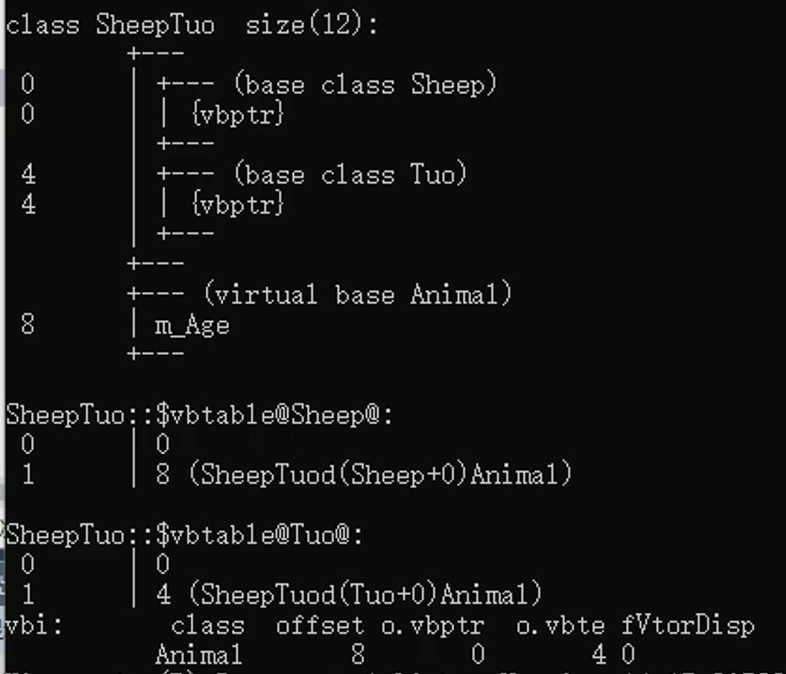 class SheepTuo  size(12):
        +---
 0      | +--- (base class Sheep)
 0      | | {vbptr}
        | +---
 4      | +--- (base class Tuo)
 4      | | {vbptr}
        | +---
        +---
        +--- (virtual base Animal)
 8      | m_Age
        +---
SheepTuo::$vbtable@Sheep@:
 0      | 0
 1      | 8 (SheepTuod(Sheep+0)Animal)
SheepTuo::$vbtable@Tuo@:
 0      | 0
 1      | 4 (SheepTuod(Tuo+0)Animal)
vbi:       class  offset o.vbptr  o.vbte fVtorDisp
          Animal       8       0       4 0